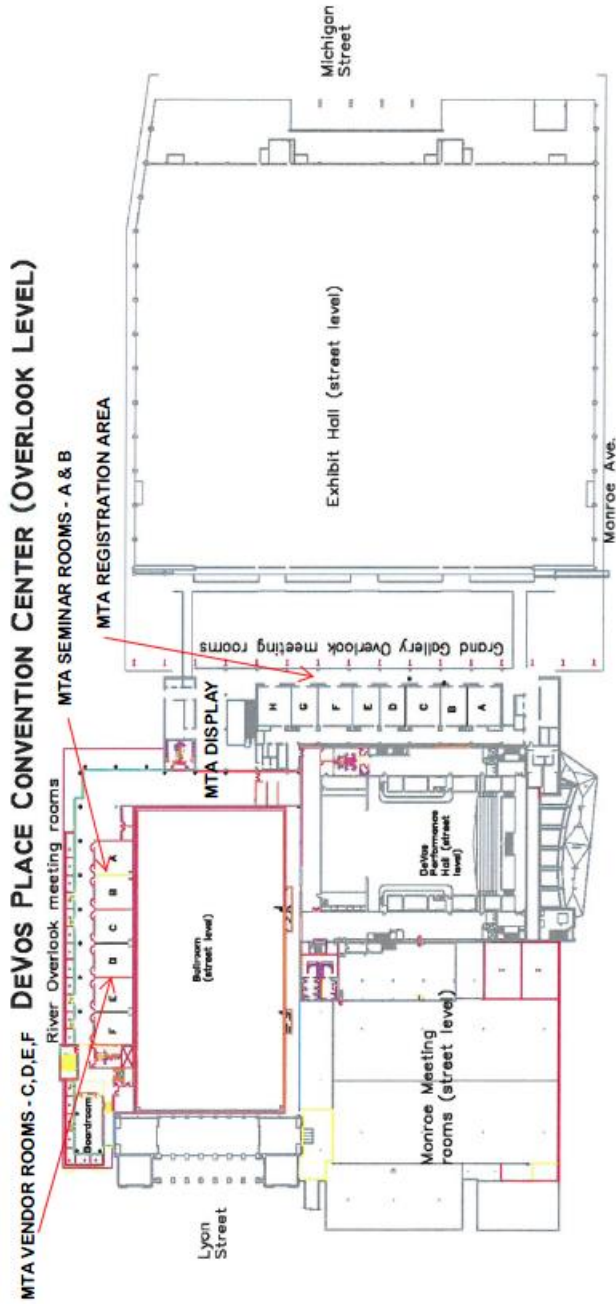 DEVOS PLACE CONVENTION CENTER (OVERLOOK LEVEL)
MTA VENDOR ROOMS - C,D,E,F
MTA SEMINAR ROOMS - A & B
MTA REGISTRATION AREA
River Overlook meeting rooms
Boardroom
F
E
D
C
B
A
MTA DISPLAY
Ballroom
(street level)
Lyon
Street
H
G
F
E
D
C
B
A
Grand Gallery Overlook meeting rooms
Exhibit Hall (street level)
Michigan
Street
DeVos
Performance
Hall (street
level)
Monroe Meeting
rooms (street level)
Monroe Ave.